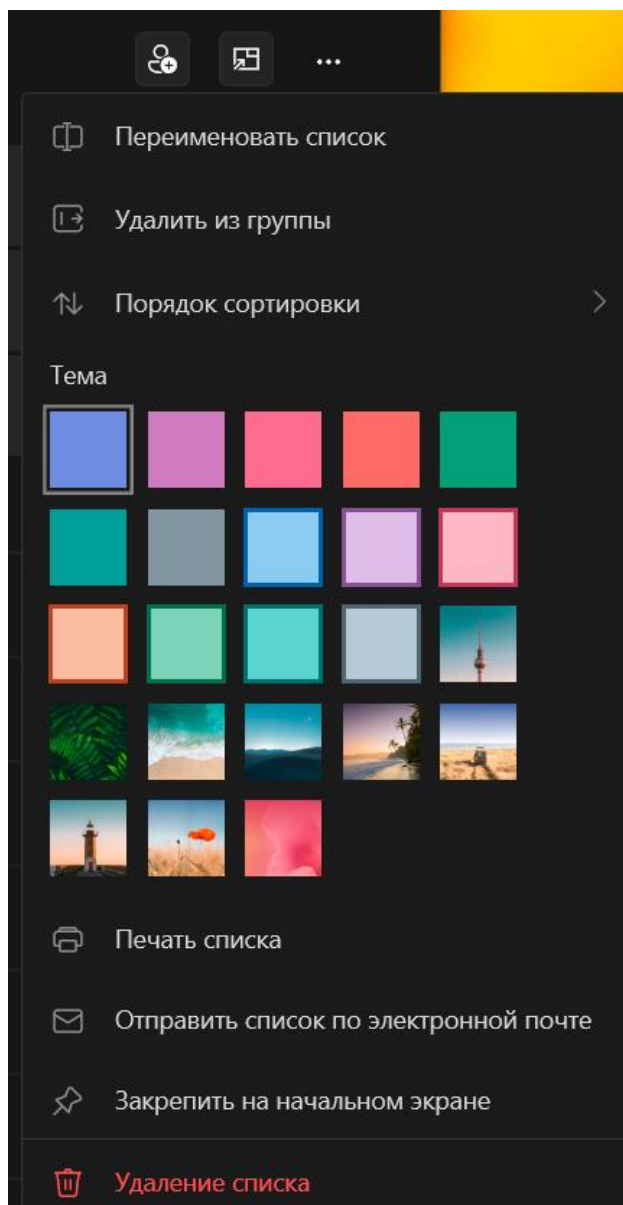 Переименовать список
Удалить из группы
Порядок сортировки
Тема
Печать списка
Отправить список по электронной почте
Закрепить на начальном экране
Удаление списка